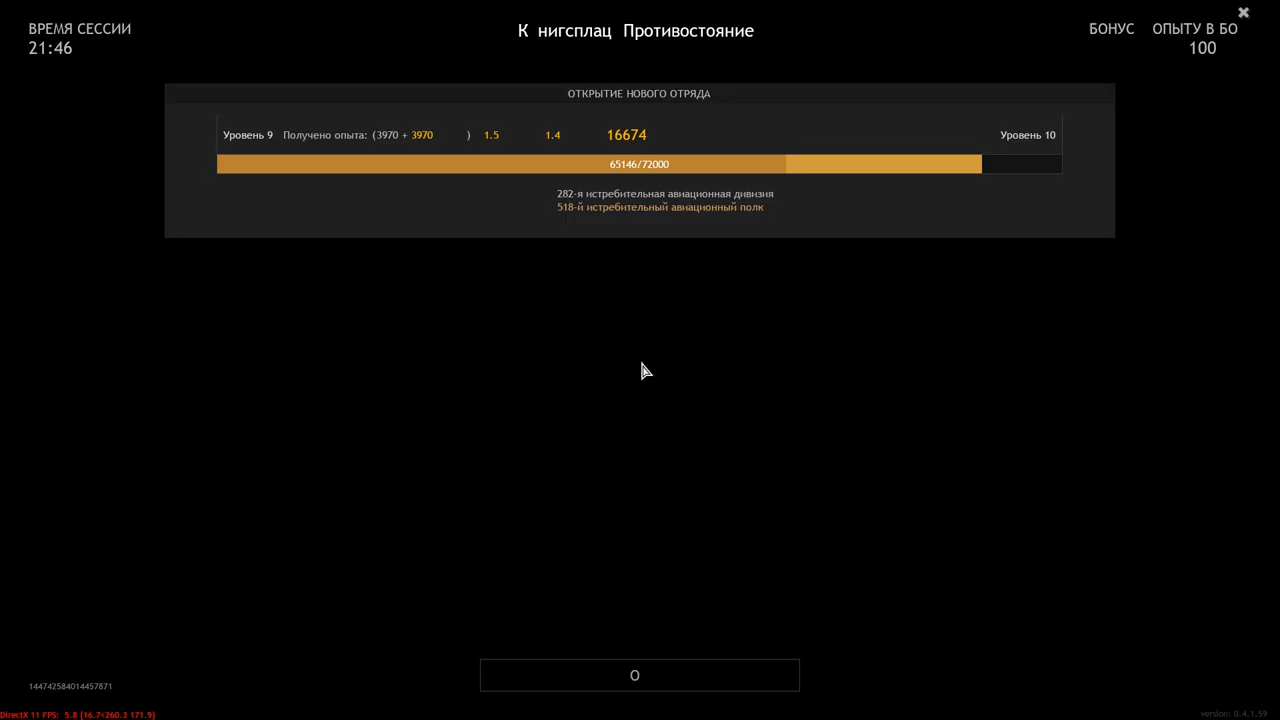 ВРЕМЯ СЕССИИ
21:46
К нигсплац Противостояние
БОНУС ОПЫТУ В БО
100
ОТКРЫТИЕ НОВОГО ОТРЯДА
Уровень 9 Получено опыта: (3970 + 3970 ) 1.5 1.4 16674 Уровень 10
65146/72000
282-я истребительная авиационная дивизия
518-й истребительный авиационный полк
О
144742584014457871
DirectX 11 FPS: 5.8 (16.7<260.3 171.9)
version: 0.4.1.59